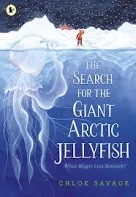 THE
SEARCH
FOR THE
GIANT
ARCTIC
JELLYFISH
What Magic Lies Beneath?
CHLOE SAVAGE